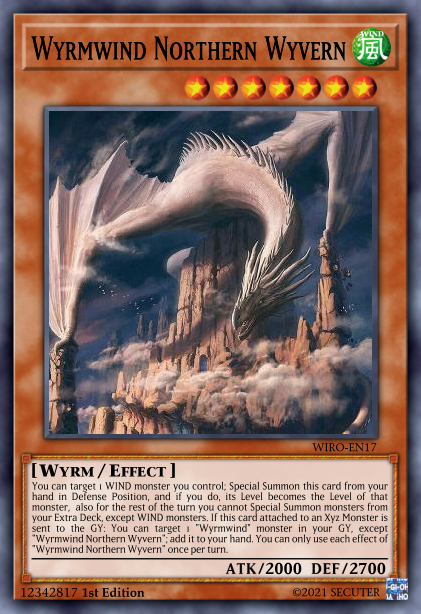 WYRMWIND NORTHERN WYVERN
WIND
風
WIRO-EN17
[WYRM / EFFECT]
You can target 1 WIND monster you control; Special Summon this card from your
hand in Defense Position, and if you do, its Level becomes the Level of that
monster, also for the rest of the turn you cannot Special Summon monsters from
your Extra Deck, except WIND monsters. If this card attached to an Xyz Monster is
sent to the GY: You can target 1 "Wyrmwind" monster in your GY, except
"Wyrmwind Northern Wyvern"; add it to your hand. You can only use each effect of
"Wyrmwind Northern Wyvern" once per turn.
ATK/2000 DEF/2700
12342817 1st Edition
©2021 SECUTER